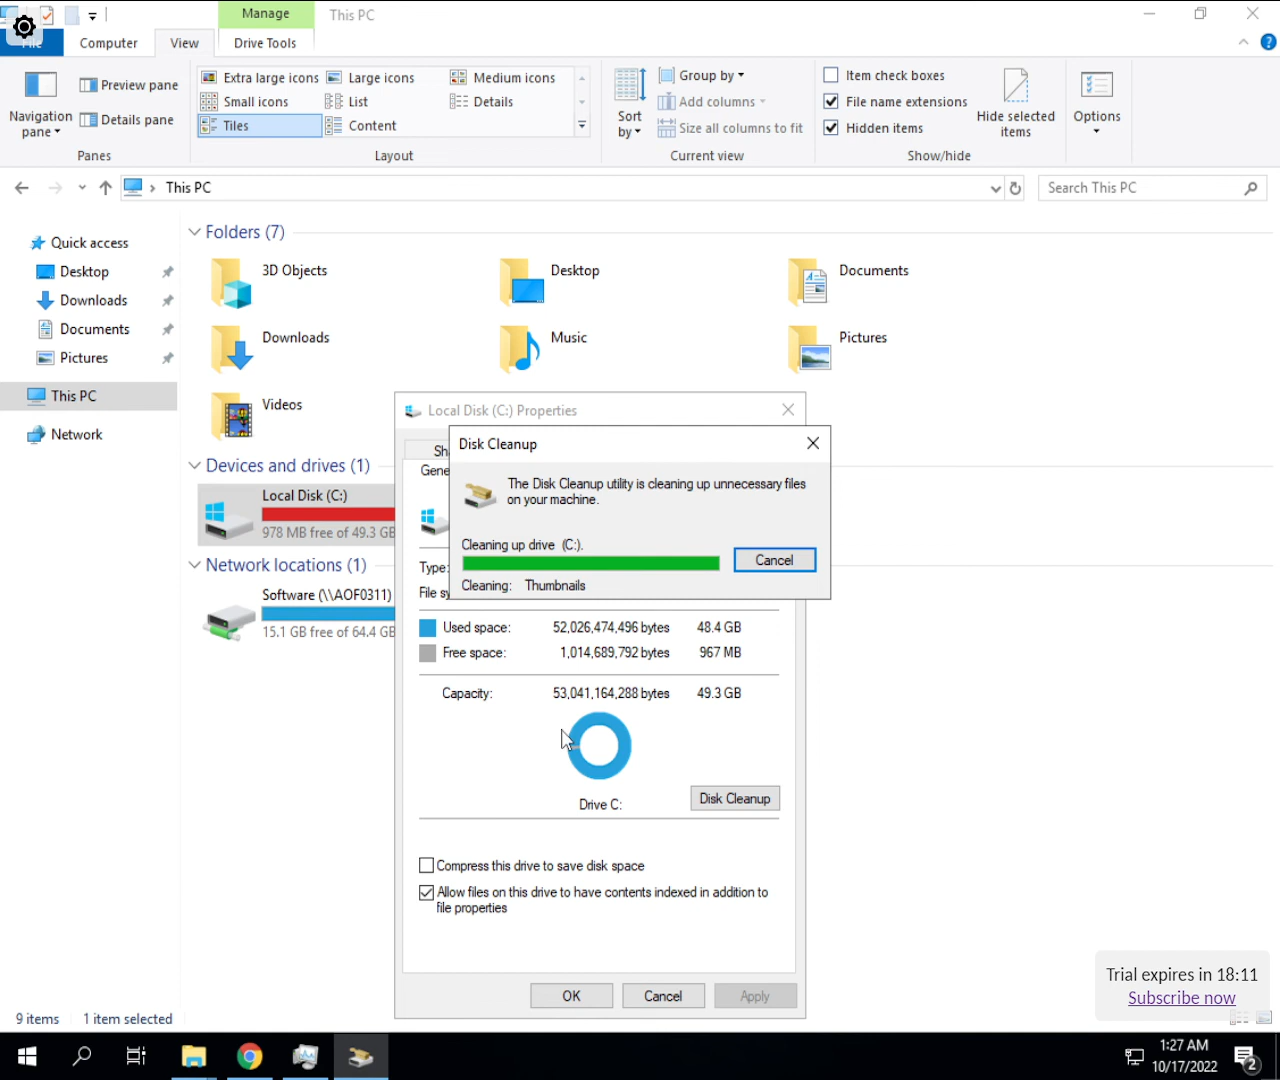 Manage
This PC
File
Computer
View
Drive Tools
Navigation pane
Preview pane
Details pane
Panes
Extra large icons
Large icons
Medium icons
Small icons
List
Details
Tiles
Content
Layout
Sort by
Group by
Add columns
Size all columns to fit
Current view
Item check boxes
File name extensions
Hidden items
Hide selected items
Show/hide
Options
This PC
Search This PC
Quick access
Desktop
Downloads
Documents
Pictures
This PC
Network
Folders (7)
3D Objects
Desktop
Documents
Downloads
Music
Pictures
Videos
Devices and drives (1)
Local Disk (C:)
978 MB free of 49.3 GB
Network locations (1)
Software (\\AOF0311)
15.1 GB free of 64.4 GB
Local Disk (C:) Properties
Sh
Gene
Type:
File sy
Disk Cleanup
The Disk Cleanup utility is cleaning up unnecessary files
on your machine.
Cleaning up drive (C:).
Cancel
Cleaning: Thumbnails
Used space: 52,026,474,496 bytes 48.4 GB
Free space: 1,014,689,792 bytes 967 MB
Capacity: 53,041,164,288 bytes 49.3 GB
Drive C:
Disk Cleanup
Compress this drive to save disk space
Allow files on this drive to have contents indexed in addition to
file properties
OK
Cancel
Apply
Trial expires in 18:11
Subscribe now
9 items
1 item selected
1:27 AM
10/17/2022
2